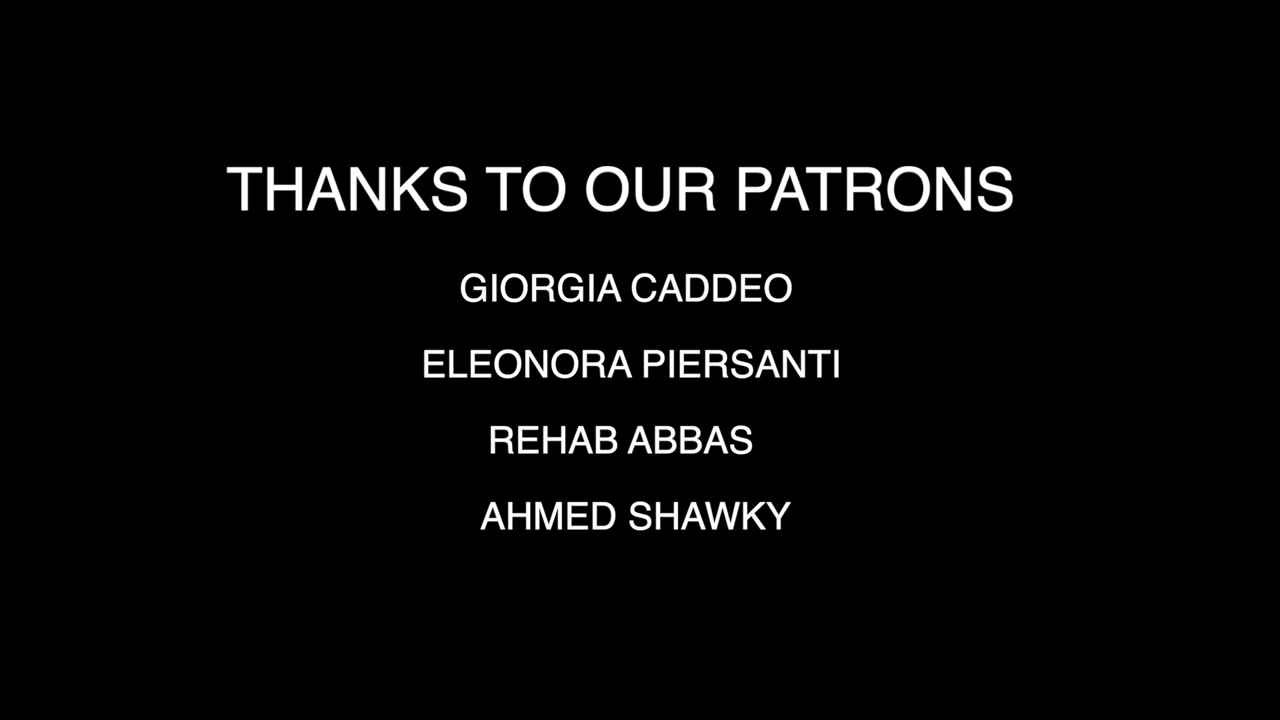 THANKS TO OUR PATRONS
GIORGIA CADDEO
ELEONORA PIERSANTI
REHAB ABBAS
AHMED SHAWKY